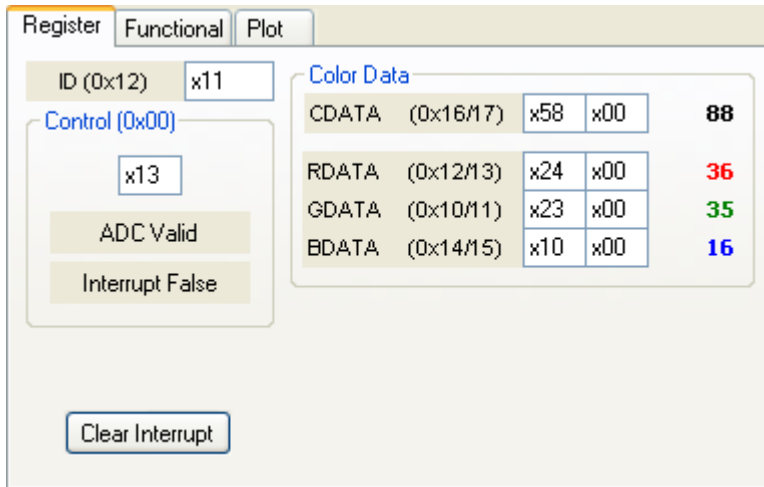 Register Functional Plot
ID (0x12) x11
Control (0x00)
x13
ADC Valid
Interrupt False
Clear Interrupt
Color Data
CDATA (0x16/17) x58 x00 88
RDATA (0x12/13) x24 x00 36
GDATA (0x10/11) x23 x00 35
BDATA (0x14/15) x10 x00 16